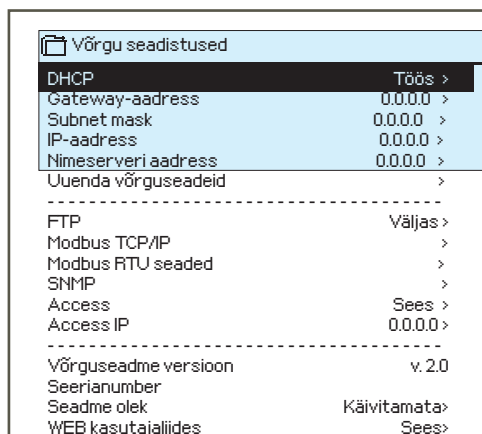 Võrgu seadistused
DHCP Töös >
Gateway-aadress 0.0.0.0 >
Subnet mask 0.0.0.0 >
IP-aadress 0.0.0.0 >
Nimeserveri aadress 0.0.0.0 >
Uuenda võrguseadeid >
FTP Väljas >
Modbus TCP/IP >
Modbus RTU seaded >
SNMP >
Access Sees >
Access IP 0.0.0.0 >
Võrguseadme versioon v. 2.0
Seerianumber
Seadme olek Käivitamata>
WEB kasutajaliides Sees>